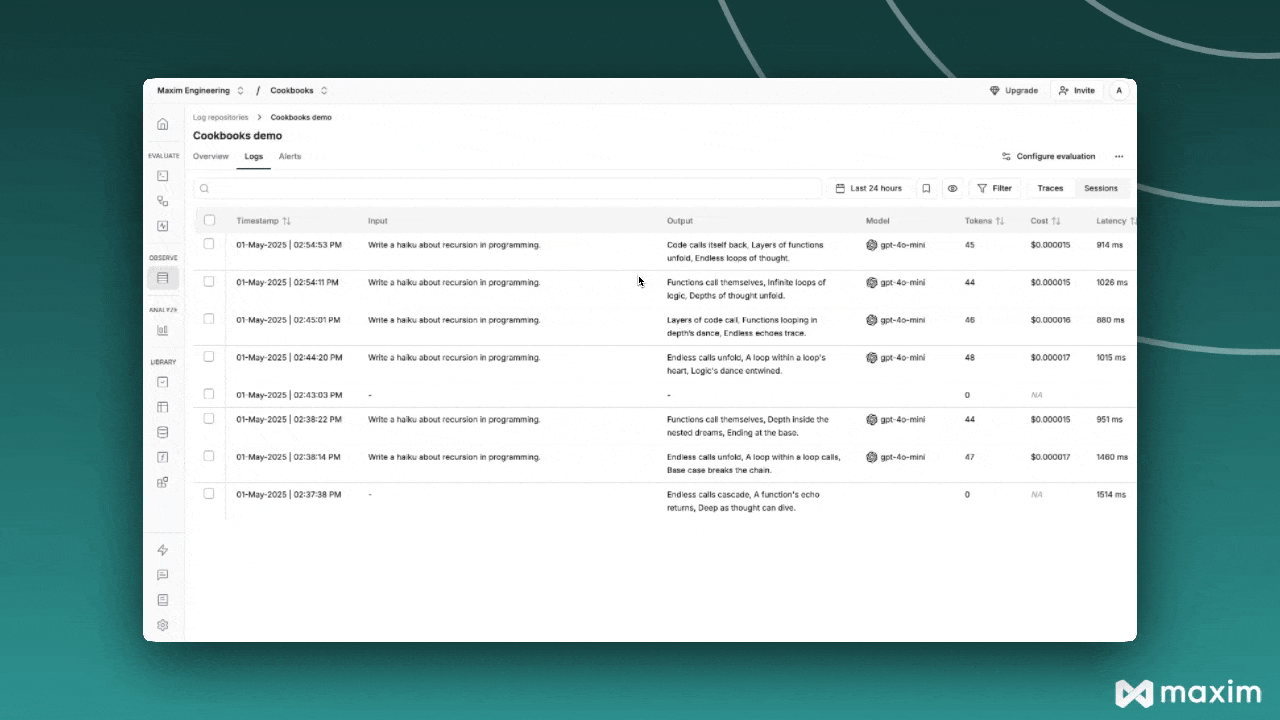 Maxim Engineering / Cookbooks Upgrade Invite A
Log repositories > Cookbooks demo
Cookbooks demo
Overview Logs Alerts Configure evaluation ...
EVALUATE
Last 24 hours Filter Traces Sessions
Timestamp Input Output Model Tokens Cost Latency
01-May-2025 | 02:54:53 PM Write a haiku about recursion in programming. Code calls itself back, Layers of functions gpt-4o-mini 45 $0.000015 914 ms
unfold, Endless loops of thought.
OBSERVE
01-May-2025 | 02:54:11 PM Write a haiku about recursion in programming. Functions call themselves, Infinite loops of gpt-4o-mini 44 $0.000015 1026 ms
logic, Depths of thought unfold.
ANALYZE
01-May-2025 | 02:45:01 PM Write a haiku about recursion in programming. Layers of code call, Functions looping in gpt-4o-mini 46 $0.000016 880 ms
depth's dance, Endless echoes trace.
LIBRARY
01-May-2025 | 02:44:20 PM Write a haiku about recursion in programming. Endless calls unfold, A loop within a loop's gpt-4o-mini 48 $0.000017 1015 ms
heart, Logic's dance entwined.
01-May-2025 | 02:43:03 PM - - 0 NA
01-May-2025 | 02:38:22 PM Write a haiku about recursion in programming. Functions call themselves, Depth inside the gpt-4o-mini 44 $0.000015 951 ms
nested dreams, Ending at the base.
01-May-2025 | 02:38:14 PM Write a haiku about recursion in programming. Endless calls unfold, A loop within a loop calls, gpt-4o-mini 47 $0.000017 1460 ms
Base case breaks the chain.
01-May-2025 | 02:37:38 PM - Endless calls cascade, A function's echo 0 NA 1514 ms
returns, Deep as thought can dive.
maxim